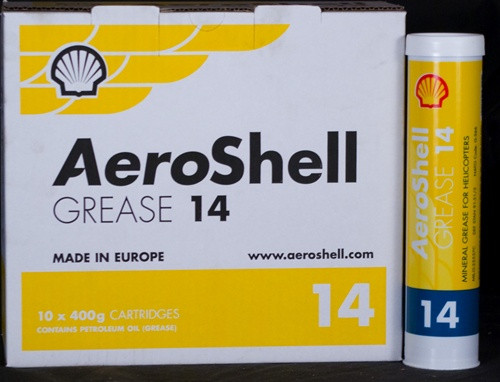 AeroShell
GREASE 14
MADE IN EUROPE
www.aeroshell.com
10 x 400g CARTRIDGES
CONTAINS PETROLEUM OIL (GREASE)
14
AeroShell
GREASE 14
MINERAL GREASE FOR HELICOPTERS
14